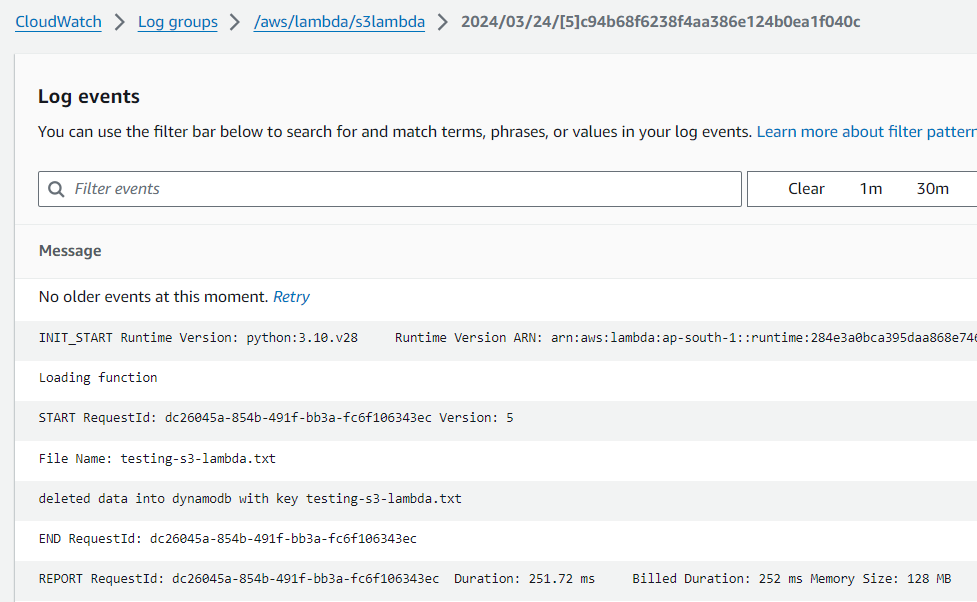 CloudWatch > Log groups > /aws/lambda/s3lambda > 2024/03/24/[5]c94b68f6238f4aa386e124b0ea1f040c
Log events
You can use the filter bar below to search for and match terms, phrases, or values in your log events. Learn more about filter pattern
Filter events Clear 1m 30m
Message
No older events at this moment. Retry
INIT_START Runtime Version: python:3.10.v28 Runtime Version ARN: arn:aws:lambda:ap-south-1::runtime:284e3a0bca395daa868e746
Loading function
START RequestId: dc26045a-854b-491f-bb3a-fc6f106343ec Version: 5
File Name: testing-s3-lambda.txt
deleted data into dynamodb with key testing-s3-lambda.txt
END RequestId: dc26045a-854b-491f-bb3a-fc6f106343ec
REPORT RequestId: dc26045a-854b-491f-bb3a-fc6f106343ec Duration: 251.72 ms Billed Duration: 252 ms Memory Size: 128 MB